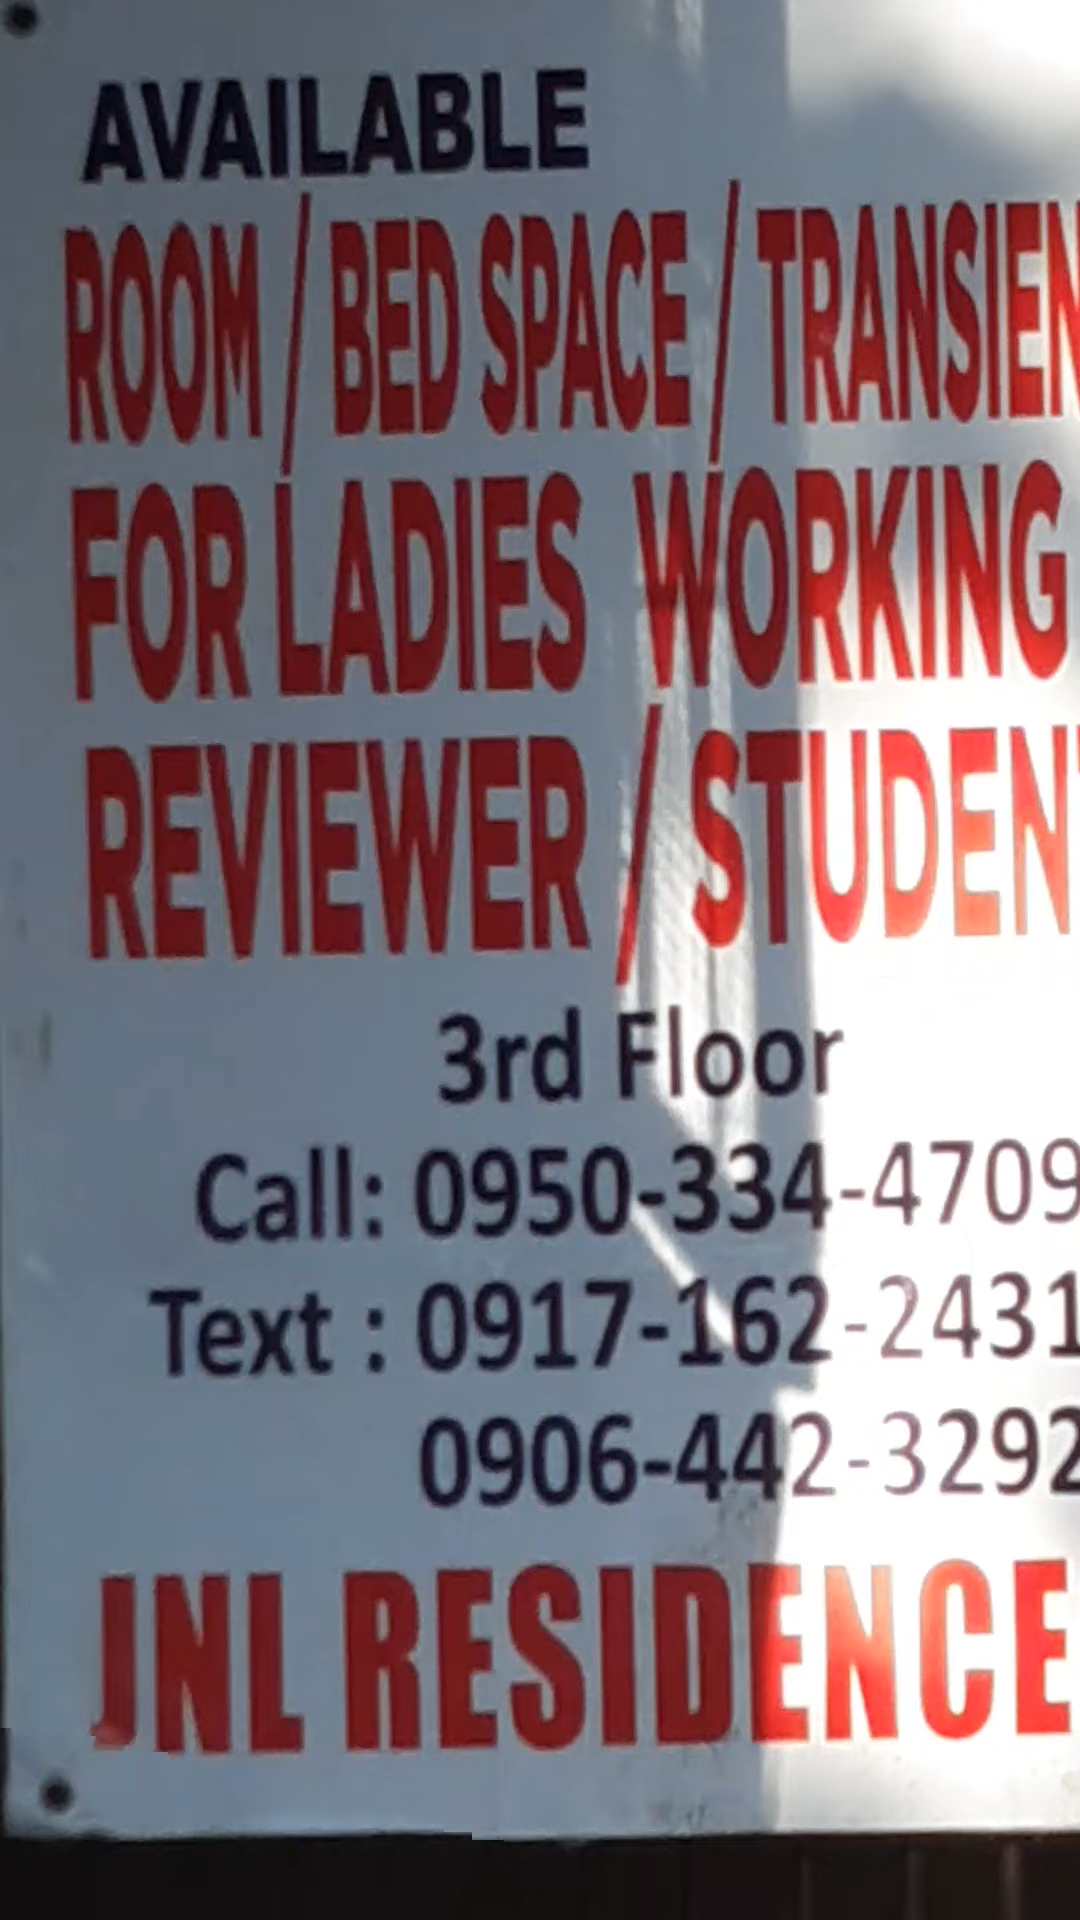 AVAILABLE
ROOM / BED SPACE / TRANSIEN
FOR LADIES WORKING
REVIEWER / STUDENT
3rd Floor
Call: 0950-334-4709
Text : 0917-162-2431
0906-442-3292
JNL RESIDENCE